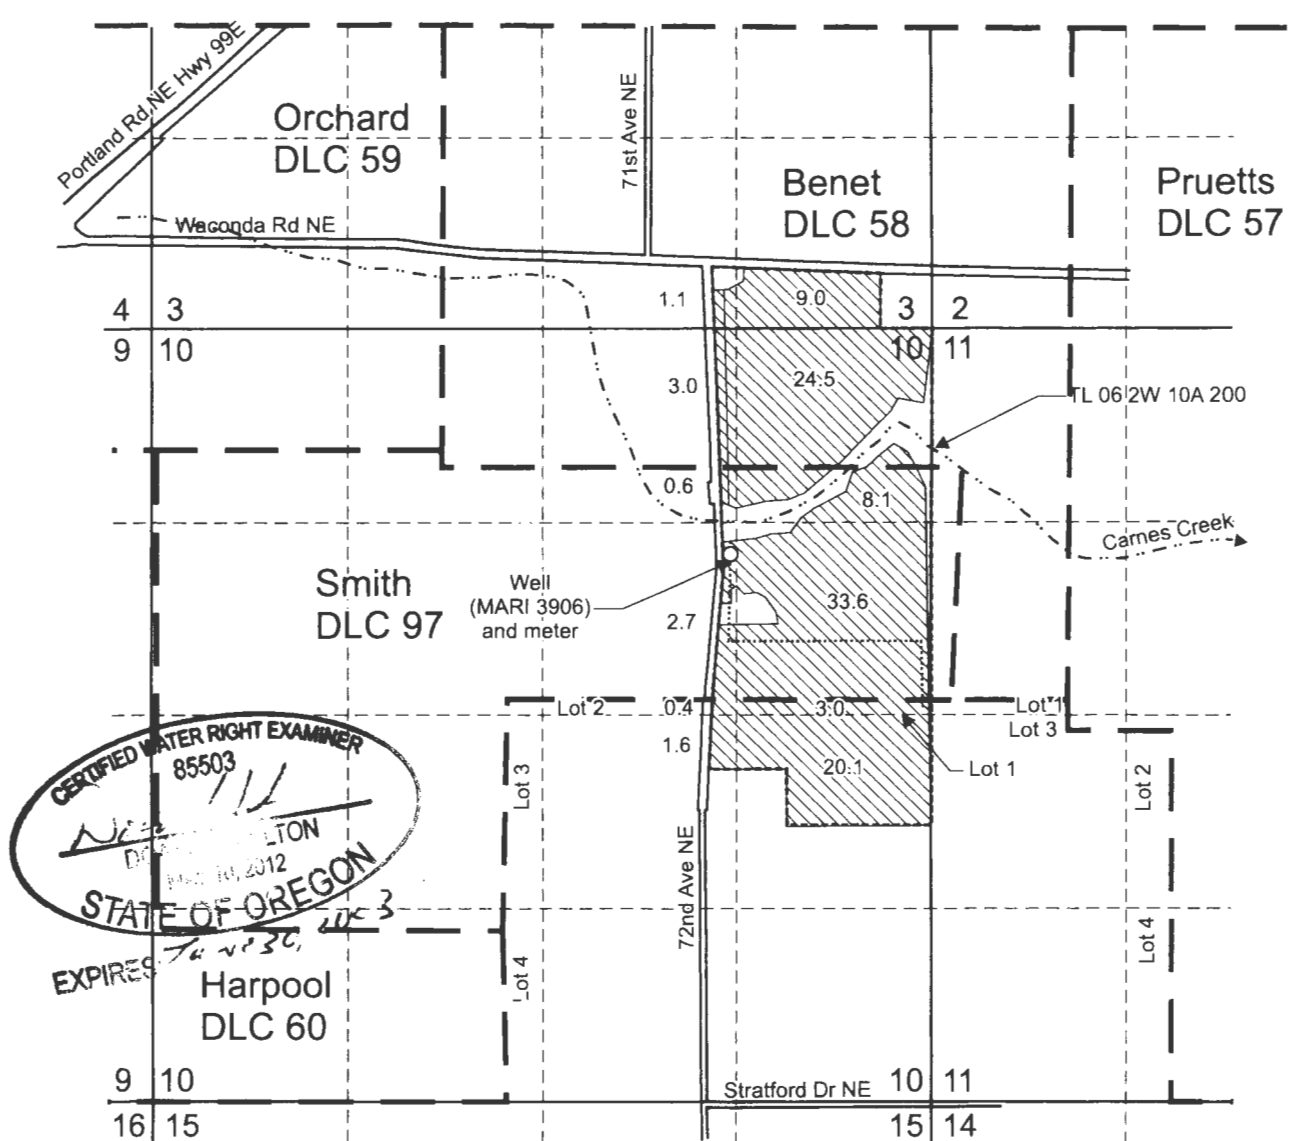 Portland Rd NE Hwy 99E
Orchard
DLC 59
71st Ave NE
Benet
DLC 58
Pruetts
DLC 57
Waconda Rd NE
1.1
9.0
4 3
3 2
9 10
10 11
3.0
24.5
TL 06 2W 10A 200
0.6
8.1
Carnes Creek
Smith
DLC 97
Well
(MARI 3906)
and meter
33.6
2.7
Lot 2
0.4
3.0
Lot 1
Lot 3
1.6
20.1
Lot 1
Lot 3
Lot 2
CERTIFIED WATER RIGHT EXAMINER
85503
LTON
10, 2012
STATE OF OREGON
EXPIRES June 30,
72nd Ave NE
Lot 4
Lot 4
Harpool
DLC 60
9 10
Stratford Dr NE
10 11
16 15
15 14